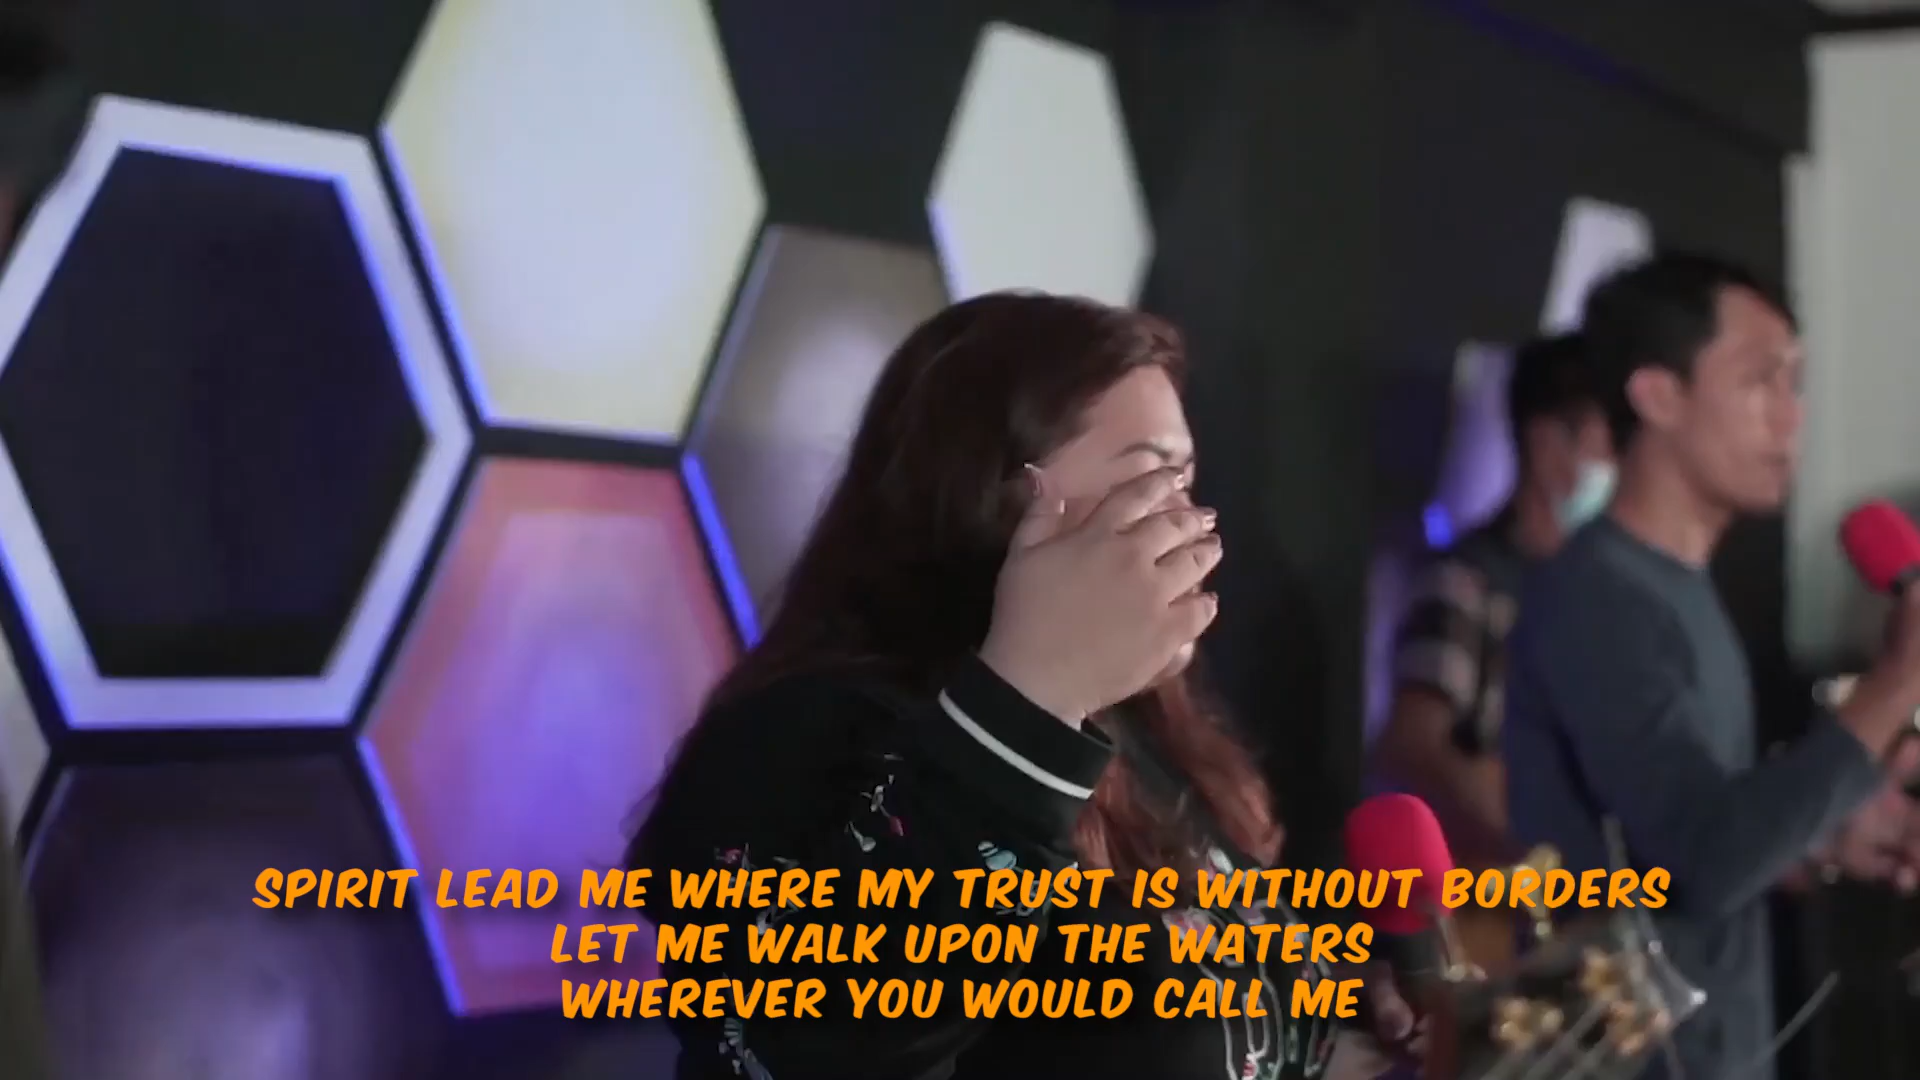 SPIRIT LEAD ME WHERE MY TRUST IS WITHOUT BORDERS
LET ME WALK UPON THE WATERS
WHEREVER YOU WOULD CALL ME